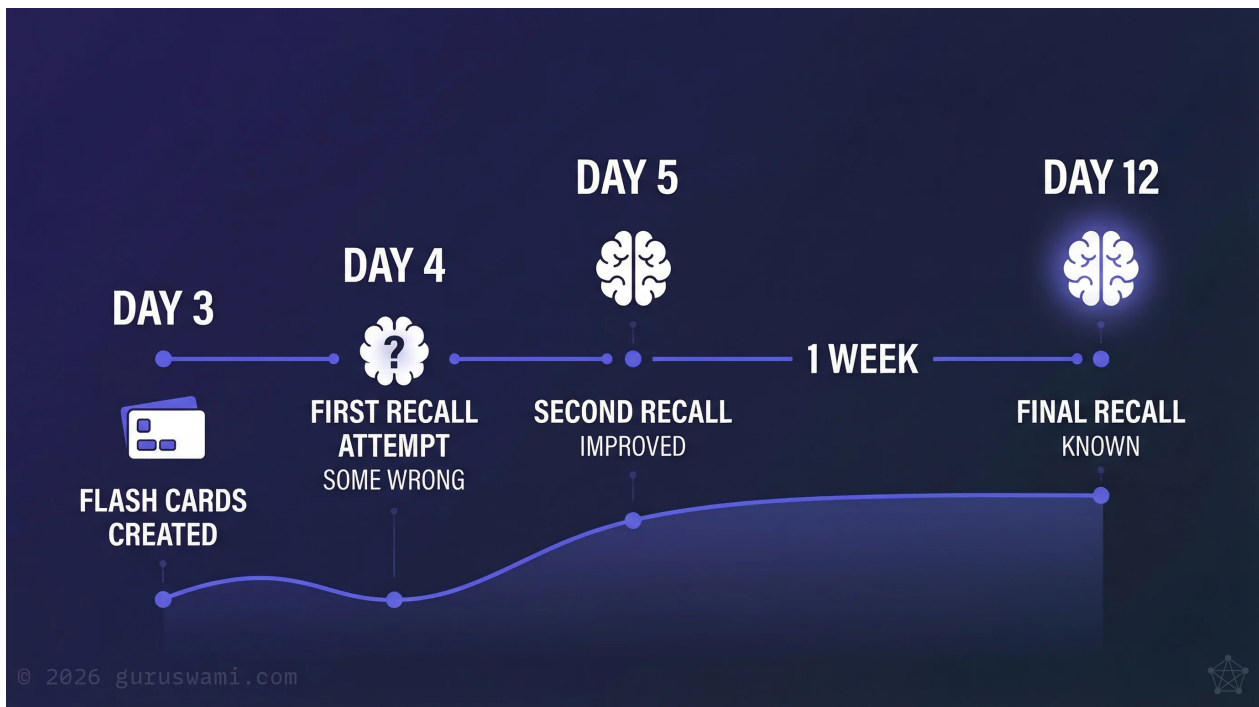 DAY 3
FLASH CARDS
CREATED
DAY 4
?
FIRST RECALL
ATTEMPT
SOME WRONG
DAY 5
SECOND RECALL
IMPROVED
1 WEEK
DAY 12
FINAL RECALL
KNOWN
© 2026 guruswami.com